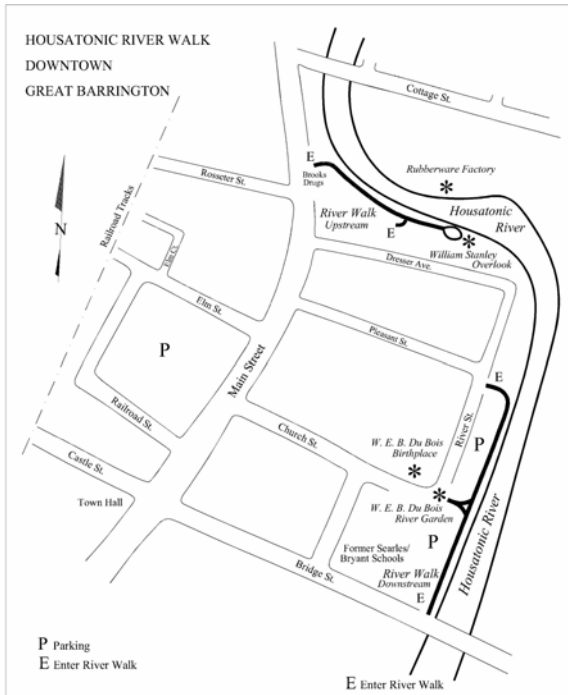 HOUSATONIC RIVER WALK
DOWNTOWN
GREAT BARRINGTON
Cottage St.
E
Brooks
Drugs
Rosseter St.
Rubberware Factory
*
Housatonic
River
River Walk
Upstream
E
*
William Stanley
Overlook
Railroad Tracks
N
Elm Ct.
Dresser Ave.
Elm St.
Pleasant St.
P
Main Street
E
Railroad St.
Church St.
River St.
P
W. E. B. Du Bois
Birthplace
*
*
W. E. B. Du Bois
River Garden
Castle St.
Town Hall
Former Searles/
Bryant Schools
P
Housatonic River
Bridge St.
River Walk
Downstream
E
P Parking
E Enter River Walk
E Enter River Walk